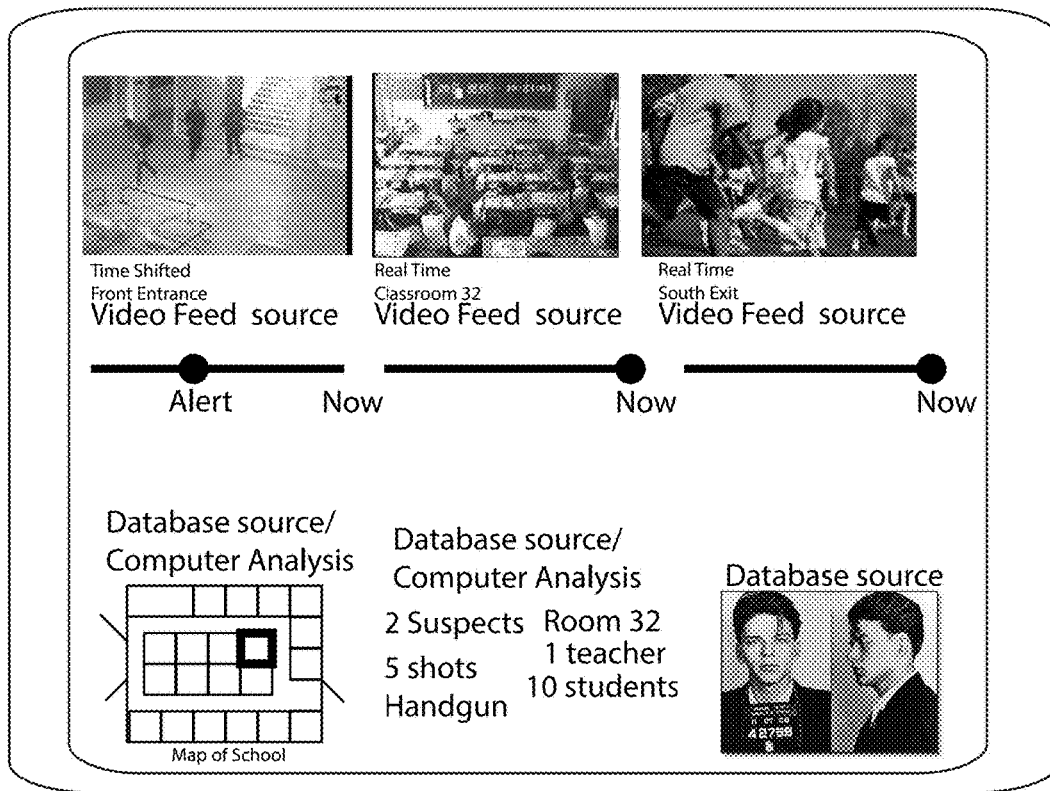 Time Shifted
Front Entrance
Video Feed source
Real Time
Classroom 32
Video Feed source
Real Time
South Exit
Video Feed source
Alert
Now
Now
Now
Database source/
Computer Analysis
Map of School
Database source/
Computer Analysis
2 Suspects
5 shots
Handgun
Room 32
1 teacher
10 students
Database source